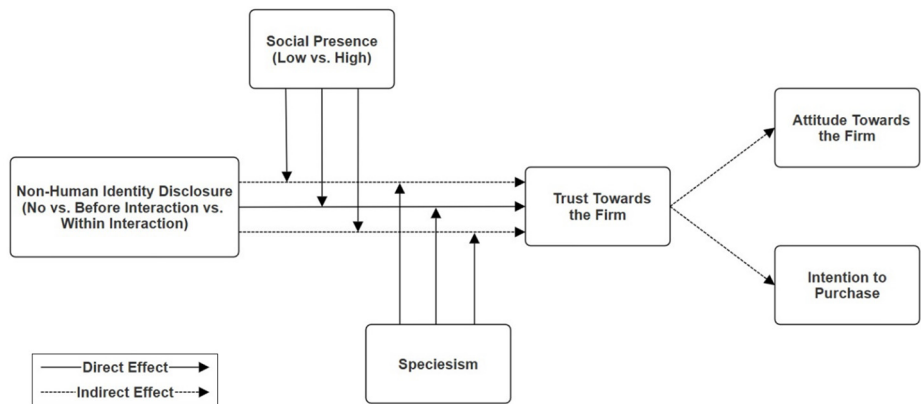 Social Presence
(Low vs. High)
Attitude Towards
the Firm
Non-Human Identity Disclosure
(No vs. Before Interaction vs.
Within Interaction)
Trust Towards
the Firm
Intention to
Purchase
Speciesism
Direct Effect
Indirect Effect